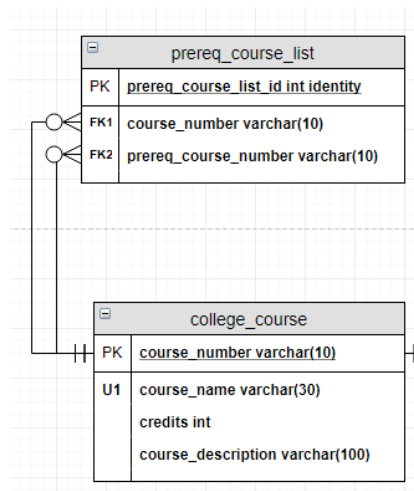 prereq_course_list
PK prereq_course_list_id int identity
FK1 course_number varchar(10)
FK2 prereq_course_number varchar(10)
college_course
PK course_number varchar(10)
U1 course_name varchar(30)
credits int
course_description varchar(100)